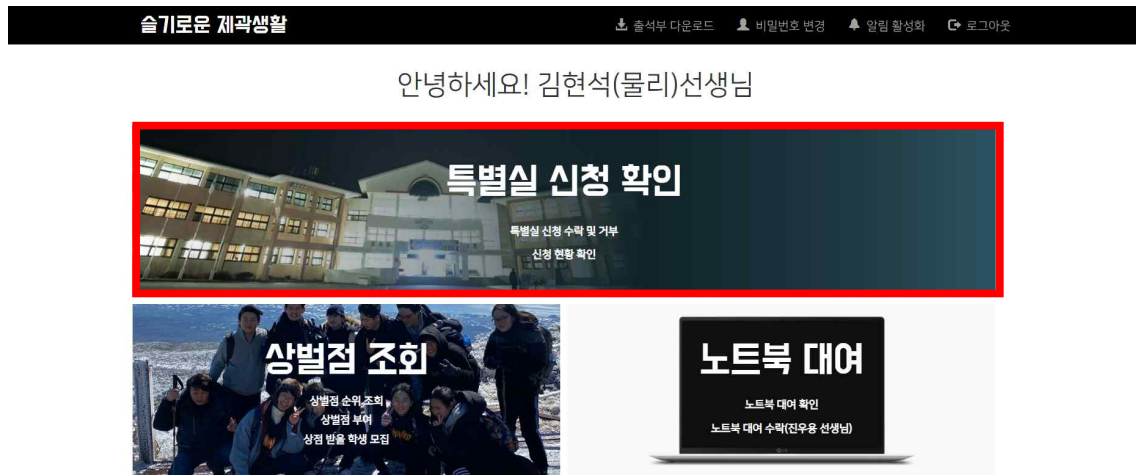 슬기로운 제곽생활
출석부 다운로드 비밀번호 변경 알림 활성화 로그아웃
안녕하세요! 김현석(물리)선생님
특별실 신청 확인
특별실 신청 수락 및 거부
신청 현황 확인
상벌점 조회
상벌점 순위 조회
상벌점 부여
상점 받을 학생 모집
노트북 대여
노트북 대여 확인
노트북 대여 수락(진우용 선생님)
LG